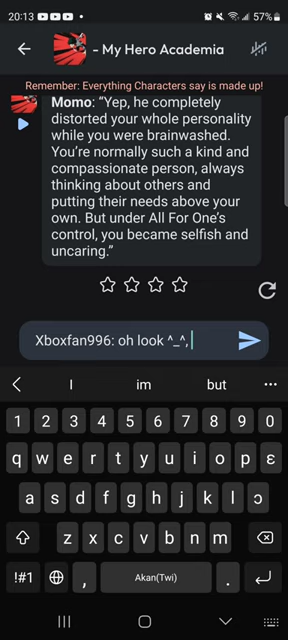 20:13
57%
- My Hero Academia
Remember: Everything Characters say is made up!
Momo: “Yep, he completely
distorted your whole personality
while you were brainwashed.
You’re normally such a kind and
compassionate person, always
thinking about others and
putting their needs above your
own. But under All For One’s
control, you became selfish and
uncaring.”
Xboxfan996: oh look ^_^,
I im but
1 2 3 4 5 6 7 8 9 0
q w e r t y u i o p ɛ
a s d f g h j k l ɔ
z x c v b n m
!#1 , Akan(Twi) .